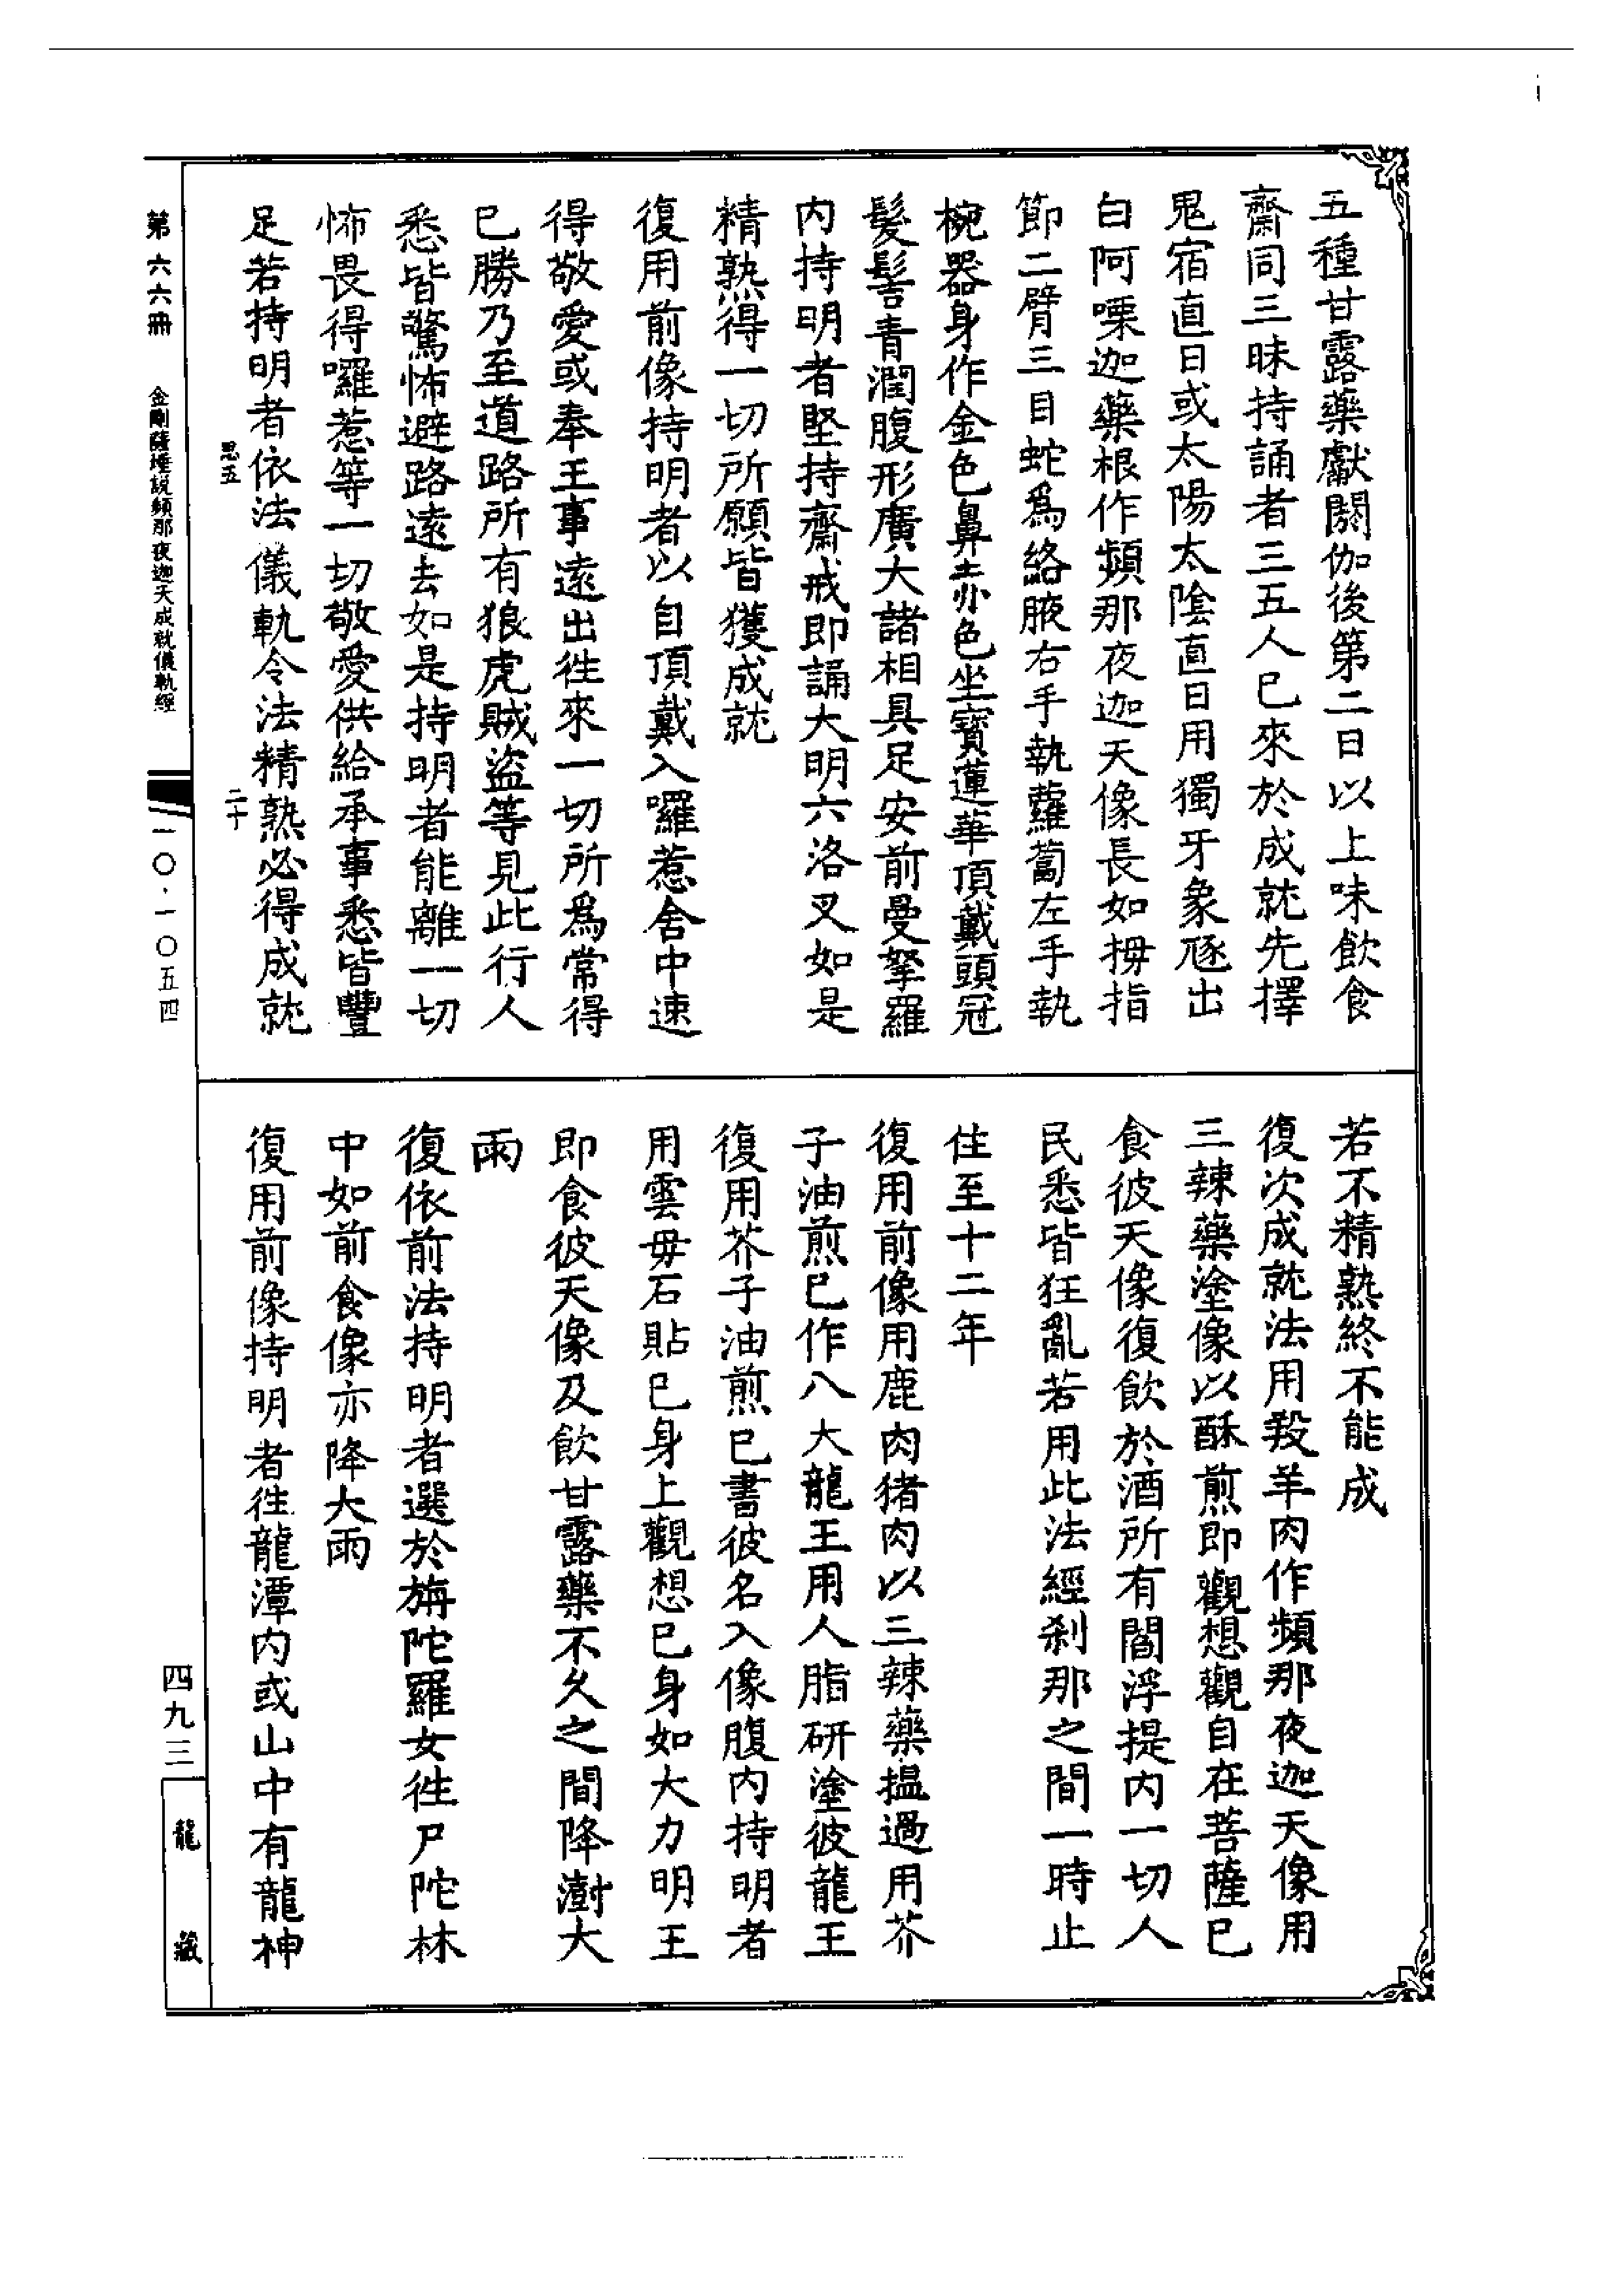 五種甘露藥獻閼伽後第二日以上味飲食
齋同三昧持誦者三五人已來於成就先擇
鬼宿直日或太陽太陰直日用獨牙象𠃵出
白阿㗚迦藥根作頻那夜迦天像長如拇指
節二臂三目蛇為絡腋右手執蘿蔔左手執
椀器身作金色鼻赤色坐寶蓮華頂戴頭冠
髮髻青潤腹形廣大諸相具足安前曼拏羅
内持明者堅持齋戒即誦大明六洛叉如是
精熟得一切所願皆獲成就
復用前像持明者以自頂戴入囉惹舍中速
得敬愛或奉王事遠出徃來一切所為常得
已勝乃至道路所有狼虎賊盜等見此行人
悉皆驚怖避路遠去如是持明者能離一切
怖畏得囉惹等一切敬愛供給承事悉皆豐
足若持明者依法儀軌令法精熟必得成就
若不精熟終不能成
復次成就法用羖羊肉作頻那夜迦天像用
三辣藥塗像以酥煎即觀想觀自在菩薩已
食彼天像復飲於酒所有閻浮提内一切人
民悉皆狂亂若用此法經剎那之間一時止
住至十二年
復用前像用鹿肉猪肉以三辣藥搵過用芥
子油煎已作八大龍王用人脂研塗彼龍王
復用芥子油煎已書彼名入像腹内持明者
用雲母石貼已身上觀想已身如大力明王
即食彼天像及飲甘露藥不久之間降澍大
雨
復依前法持明者選於旃陀羅女徃尸陀林
中如前食像亦降大雨
復用前像持明者徃龍潭内或山中有龍神
第六六冊
金剛薩埵説頻那夜迦天成就儀軌經
思五
二十
一〇·一〇五四
四九三
龍藏